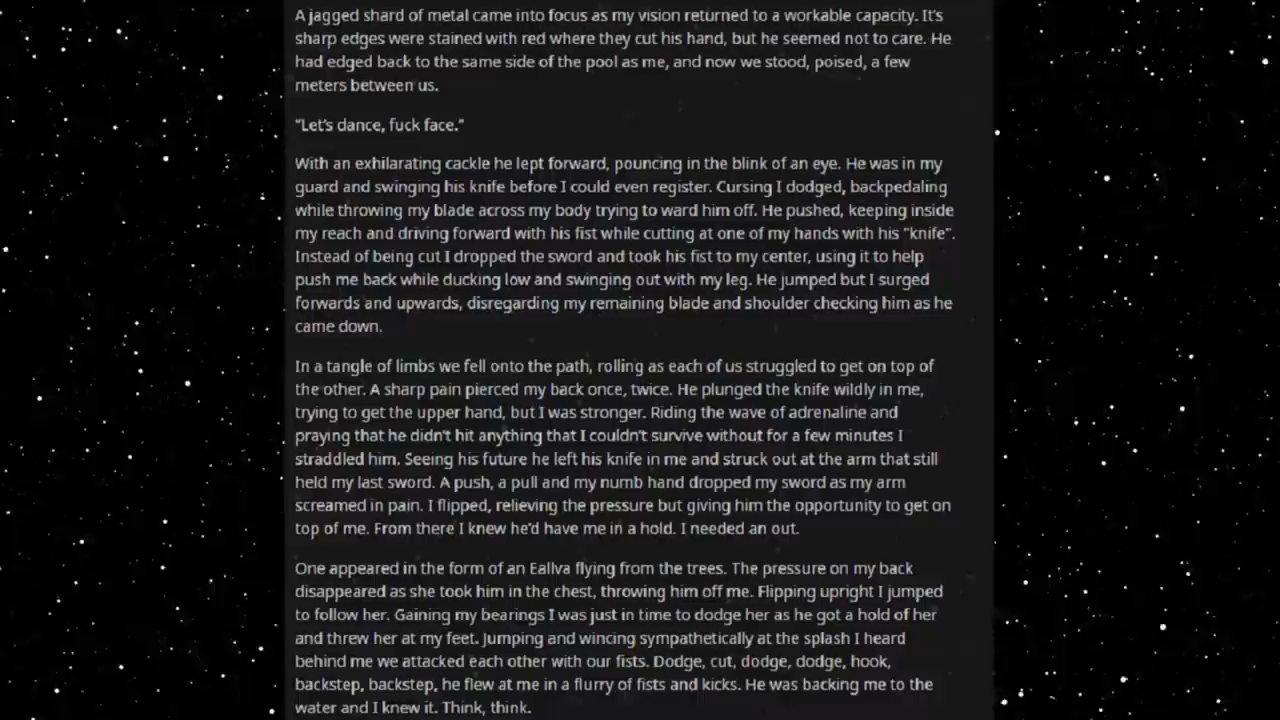 A jagged shard of metal came into focus as my vision returned to a workable capacity. It's
sharp edges were stained with red where they cut his hand, but he seemed not to care. He
had edged back to the same side of the pool as me, and now we stood, poised, a few
meters between us.
“Let’s dance, fuck face.”
With an exhilarating cackle he lept forward, pouncing in the blink of an eye. He was in my
guard and swinging his knife before I could even register. Cursing I dodged, backpedaling
while throwing my blade across my body trying to ward him off. He pushed, keeping inside
my reach and driving forward with his fist while cutting at one of my hands with his "knife".
Instead of being cut I dropped the sword and took his fist to my center, using it to help
push me back while ducking low and swinging out with my leg. He jumped but I surged
forwards and upwards, disregarding my remaining blade and shoulder checking him as he
came down.
In a tangle of limbs we fell onto the path, rolling as each of us struggled to get on top of
the other. A sharp pain pierced my back once, twice. He plunged the knife wildly in me,
trying to get the upper hand, but I was stronger. Riding the wave of adrenaline and
praying that he didn't hit anything that I couldn't survive without for a few minutes I
straddled him. Seeing his future he left his knife in me and struck out at the arm that still
held my last sword. A push, a pull and my numb hand dropped my sword as my arm
screamed in pain. I flipped, relieving the pressure but giving him the opportunity to get on
top of me. From there I knew he'd have me in a hold. I needed an out.
One appeared in the form of an Eallva flying from the trees. The pressure on my back
disappeared as she took him in the chest, throwing him off me. Flipping upright I jumped
to follow her. Gaining my bearings I was just in time to dodge her as he got a hold of her
and threw her at my feet. Jumping and wincing sympathetically at the splash I heard
behind me we attacked each other with our fists. Dodge, cut, dodge, dodge, hook,
backstep, backstep, he flew at me in a flurry of fists and kicks. He was backing me to the
water and I knew it. Think, think.